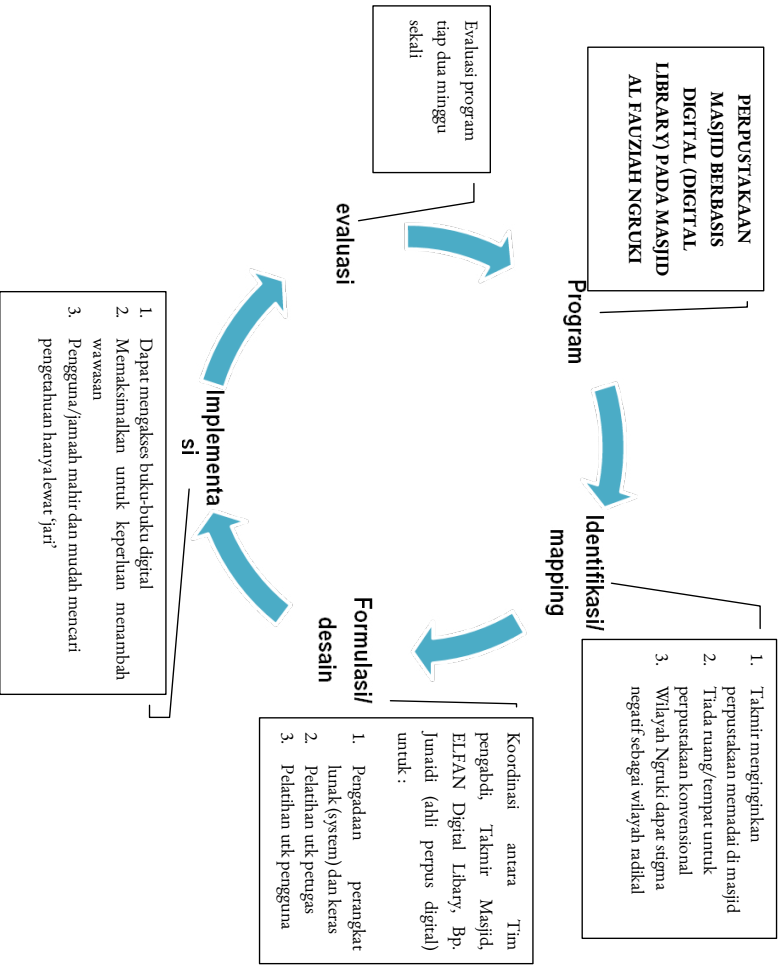 PERPUSTAKAAN
MASJID BERBASIS
DIGITAL (DIGITAL
LIBRARY) PADA MASJID
AL FAUZIAH NGRUKI
Program
Identifikasi/
mapping
1. Takmir menginginkan
perpustakaan memadai di masjid
2. Tiada ruang/tempat untuk
perpustakaan konvensional
3. Wilayah Ngruki dapat stigma
negatif sebagai wilayah radikal
Formulasi/
desain
Koordinasi antara Tim
pengabdi, Takmir Masjid,
ELFAN Digital Libary, Bp.
Junaidi (ahli perpus digital)
untuk :
1. Pengadaan perangkat
lunak (system) dan keras
2. Pelatihan utk petugas
3. Pelatihan utk pengguna
Implementa
si
1. Dapat mengakses buku-buku digital
2. Memaksimalkan untuk keperluan menambah
wawasan
3. Pengguna/jamaah mahir dan mudah mencari
pengetahuan hanya lewat ‘jari’
evaluasi
Evaluasi program
tiap dua minggu
sekali